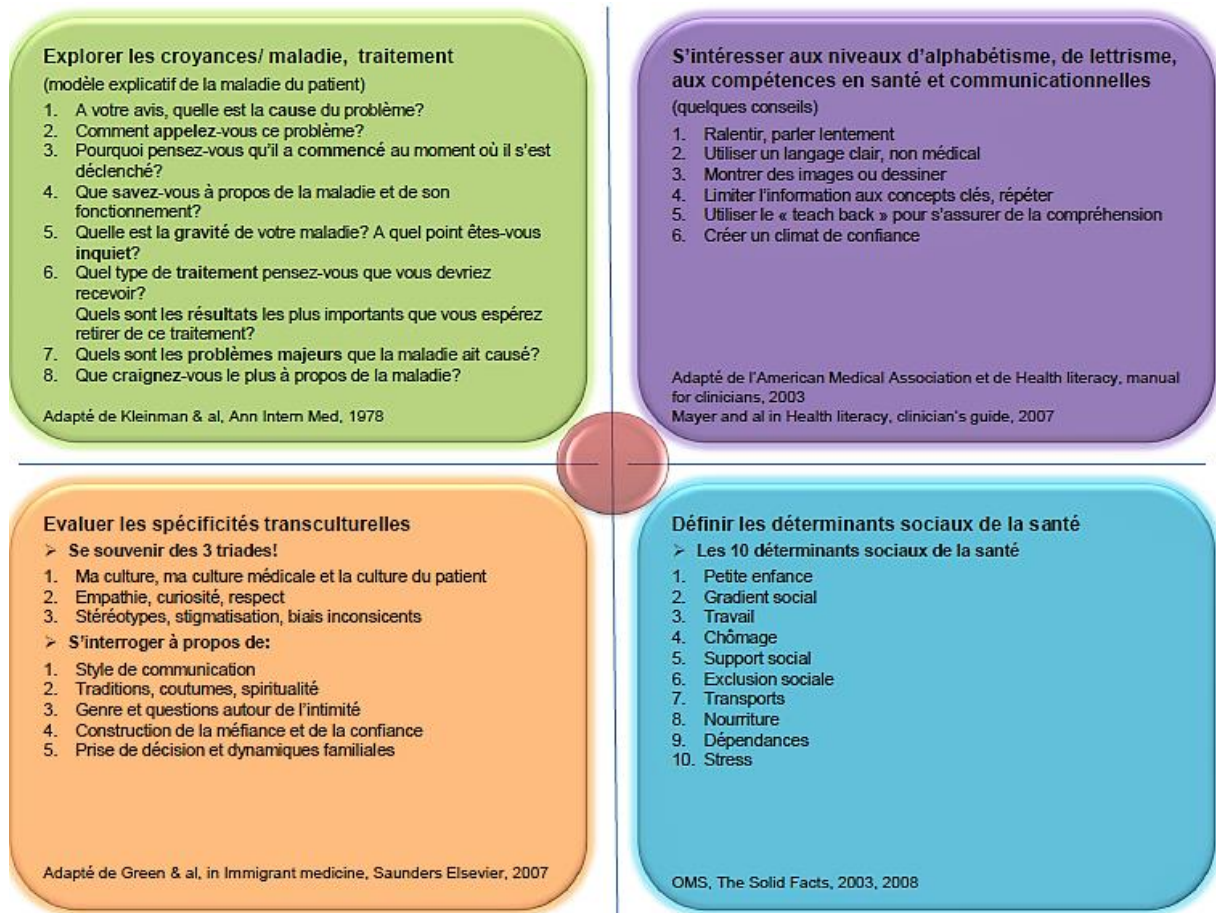 Explorer les croyances/ maladie, traitement
(modèle explicatif de la maladie du patient)
1. A votre avis, quelle est la cause du problème?
2. Comment appelez-vous ce problème?
3. Pourquoi pensez-vous qu'il a commencé au moment où il s'est
déclenché?
4. Que savez-vous à propos de la maladie et de son
fonctionnement?
5. Quelle est la gravité de votre maladie? A quel point êtes-vous
inquiet?
6. Quel type de traitement pensez-vous que vous devriez
recevoir?
Quels sont les résultats les plus importants que vous espérez
retirer de ce traitement?
7. Quels sont les problèmes majeurs que la maladie ait causé?
8. Que craignez-vous le plus à propos de la maladie?
Adapté de Kleinman & al, Ann Intern Med, 1978
S'intéresser aux niveaux d'alphabétisme, de lettrisme,
aux compétences en santé et communicationnelles
(quelques conseils)
1. Ralentir, parler lentement
2. Utiliser un langage clair, non médical
3. Montrer des images ou dessiner
4. Limiter l'information aux concepts clés, répéter
5. Utiliser le « teach back » pour s'assurer de la compréhension
6. Créer un climat de confiance
Adapté de l'American Medical Association et de Health literacy, manual
for clinicians, 2003
Mayer and al in Health literacy, clinician's guide, 2007
Evaluer les spécificités transculturelles
➢ Se souvenir des 3 triades!
1. Ma culture, ma culture médicale et la culture du patient
2. Empathie, curiosité, respect
3. Stéréotypes, stigmatisation, biais inconsicents
➢ S'interroger à propos de:
1. Style de communication
2. Traditions, coutumes, spiritualité
3. Genre et questions autour de l'intimité
4. Construction de la méfiance et de la confiance
5. Prise de décision et dynamiques familiales
Adapté de Green & al, in Immigrant medicine, Saunders Elsevier, 2007
Définir les déterminants sociaux de la santé
➢ Les 10 déterminants sociaux de la santé
1. Petite enfance
2. Gradient social
3. Travail
4. Chômage
5. Support social
6. Exclusion sociale
7. Transports
8. Nourriture
9. Dépendances
10. Stress
OMS, The Solid Facts, 2003, 2008